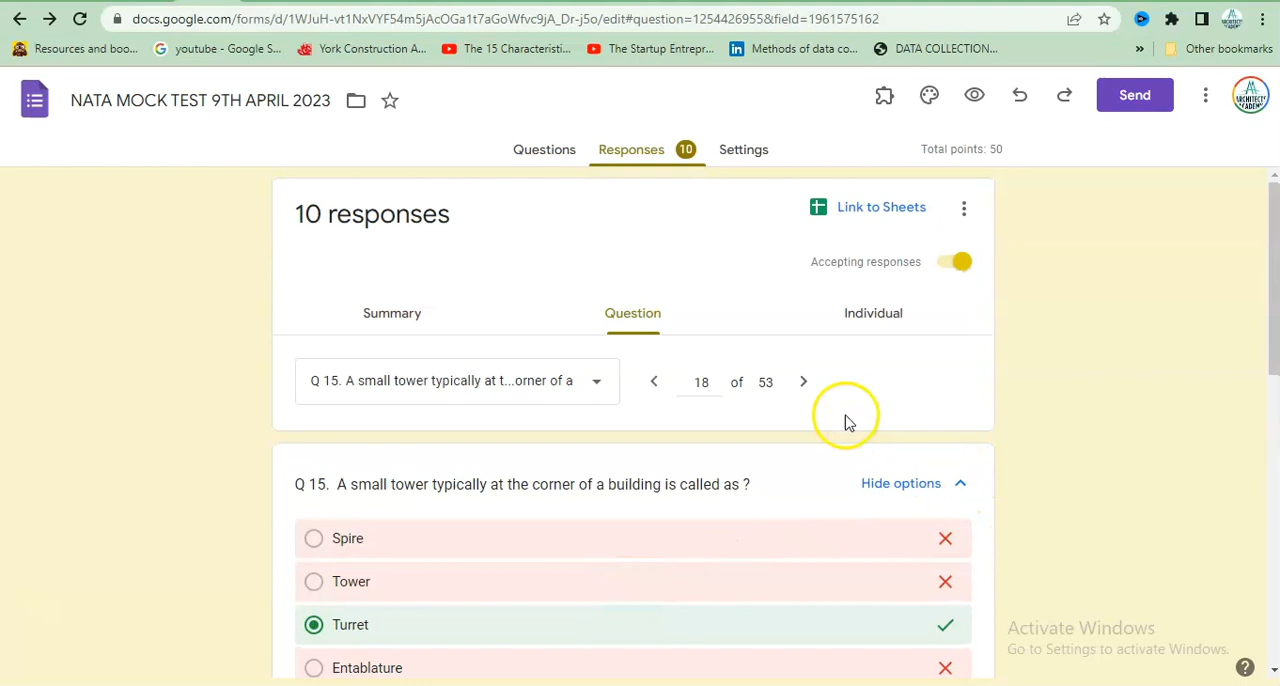 docs.google.com/forms/d/1WJuH-vt1NxVYF54m5jAcOGa1t7aGoWfvc9jA_Dr-j5o/edit#question=1254426955&field=1961575162
Resources and boo... youtube - Google S... York Construction A... The 15 Characteristi... The Startup Entrepr... Methods of data co... DATA COLLECTION... » Other bookmarks
NATA MOCK TEST 9TH APRIL 2023 Send
Questions Responses 10 Settings Total points: 50
10 responses Link to Sheets
Accepting responses
Summary Question Individual
Q 15. A small tower typically at t...orner of a 18 of 53
Q 15. A small tower typically at the corner of a building is called as ? Hide options
Spire
Tower
Turret
Entablature
Activate Windows
Go to Settings to activate Windows.